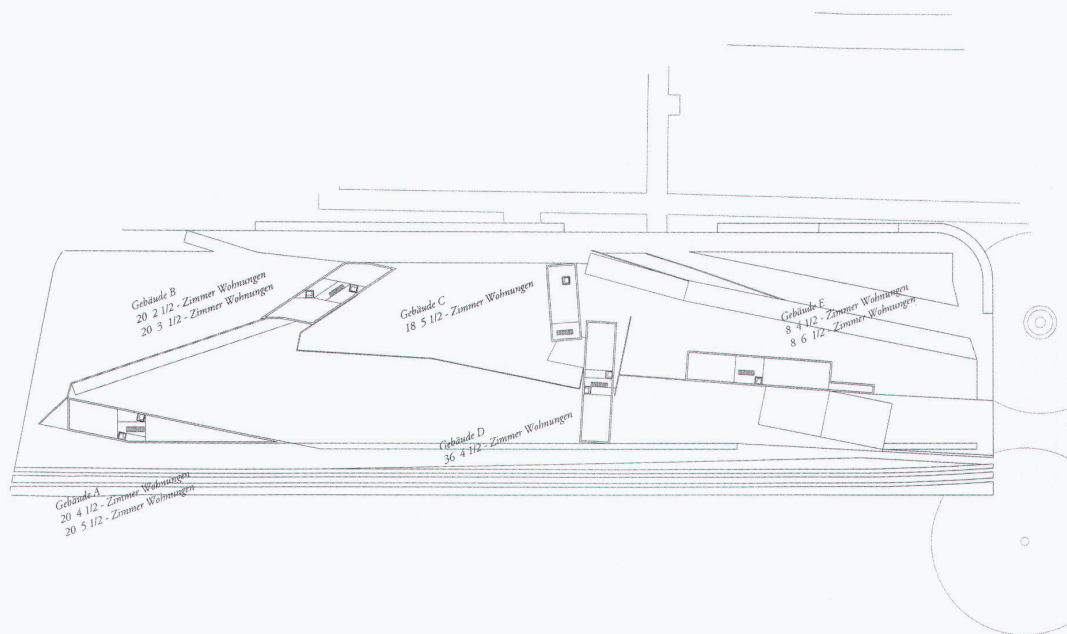 Gebäude B
20 2 1/2 - Zimmer Wohnungen
20 3 1/2 - Zimmer Wohnungen
Gebäude C
18 5 1/2 - Zimmer Wohnungen
Gebäude E
8 4 1/2 - Zimmer Wohnungen
8 6 1/2 - Zimmer Wohnungen
Gebäude D
36 4 1/2 - Zimmer Wohnungen
Gebäude A
20 4 1/2 - Zimmer Wohnungen
20 5 1/2 - Zimmer Wohnungen